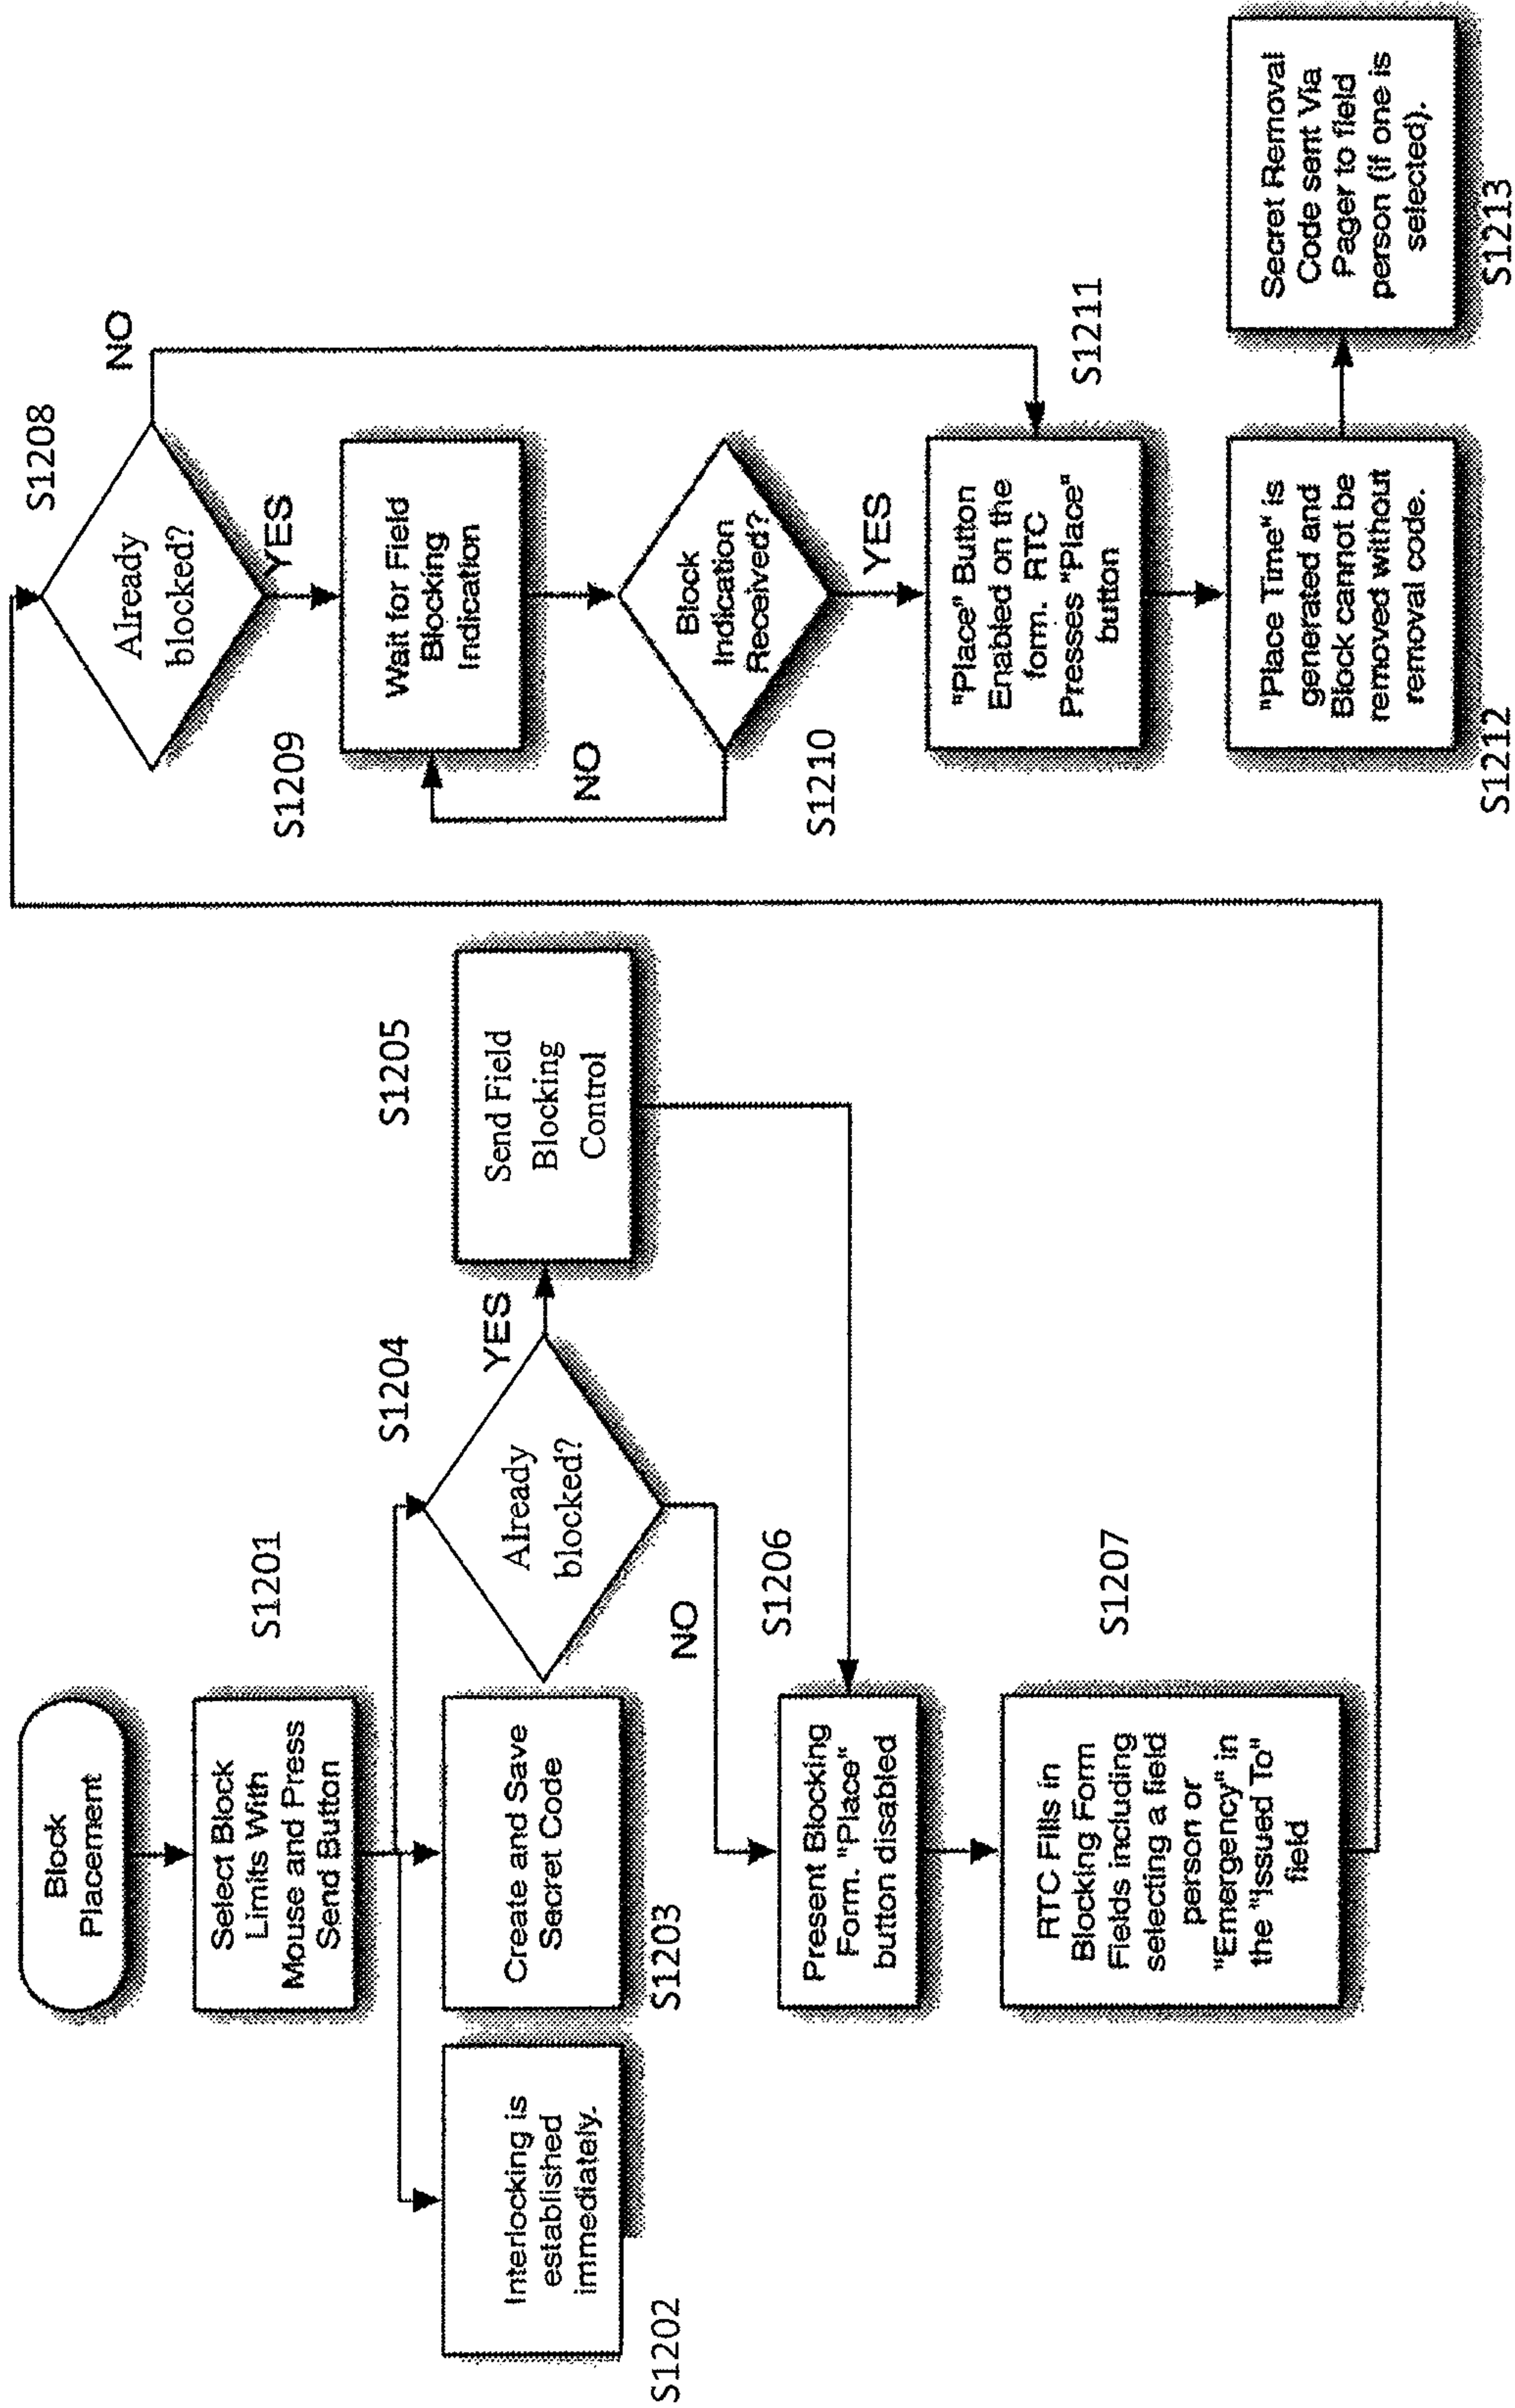 Block
Placement
S1201
Select Block
Limits With
Mouse and Press
Send Button
Interlocking is
established
immediately.
S1202
Create and Save
Secret Code
S1203
S1204
Already
blocked?
YES
NO
S1205
Send Field
Blocking
Control
S1206
Present Blocking
Form. "Place"
button disabled
S1207
RTC Fills in
Blocking Form
Fields including
selecting a field
person or
"Emergency" in
the "Issued To"
field
S1208
Already
blocked?
NO
YES
S1209
Wait for Field
Blocking
Indication
NO
S1210
Block
Indication
Received?
YES
S1211
"Place" Button
Enabled on the
form. RTC
Presses "Place"
button
"Place Time" is
generated and
Block cannot be
removed without
removal code.
S1212
Secret Removal
Code sent Via
Pager to field
person (if one is
selected).
S1213